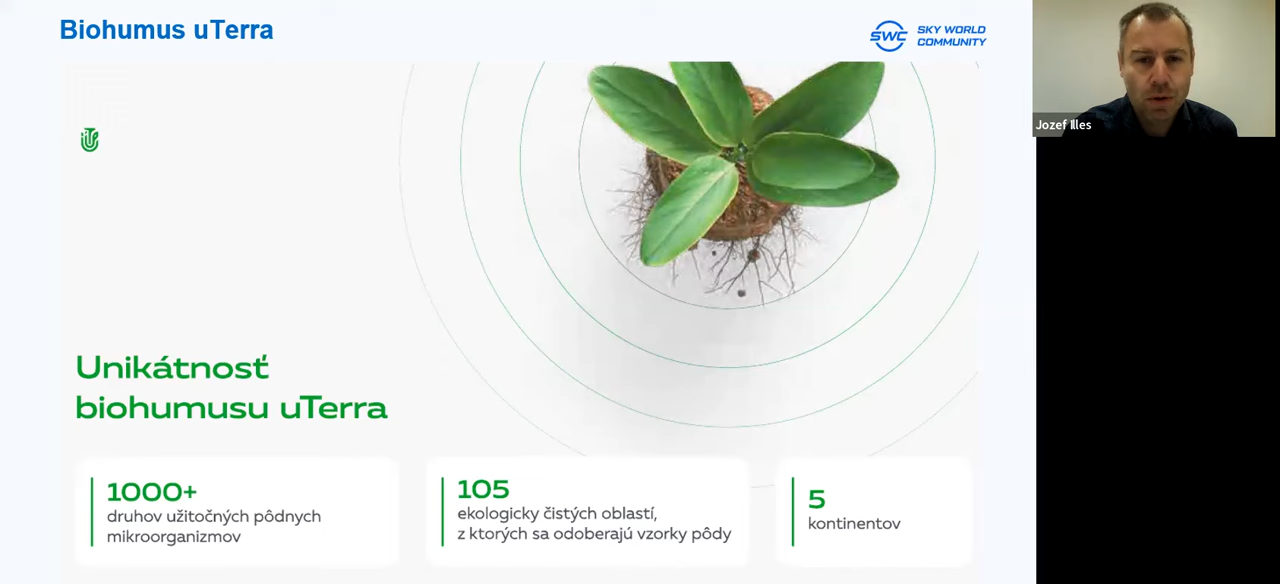 Biohumus uTerra
SWC
SKY WORLD
COMMUNITY
Jozef Illes
Unikátnosť
biohumusu uTerra
1000+
druhov užitočných pôdnych
mikroorganizmov
105
ekologicky čistých oblastí,
z ktorých sa odoberajú vzorky pôdy
5
kontinentov